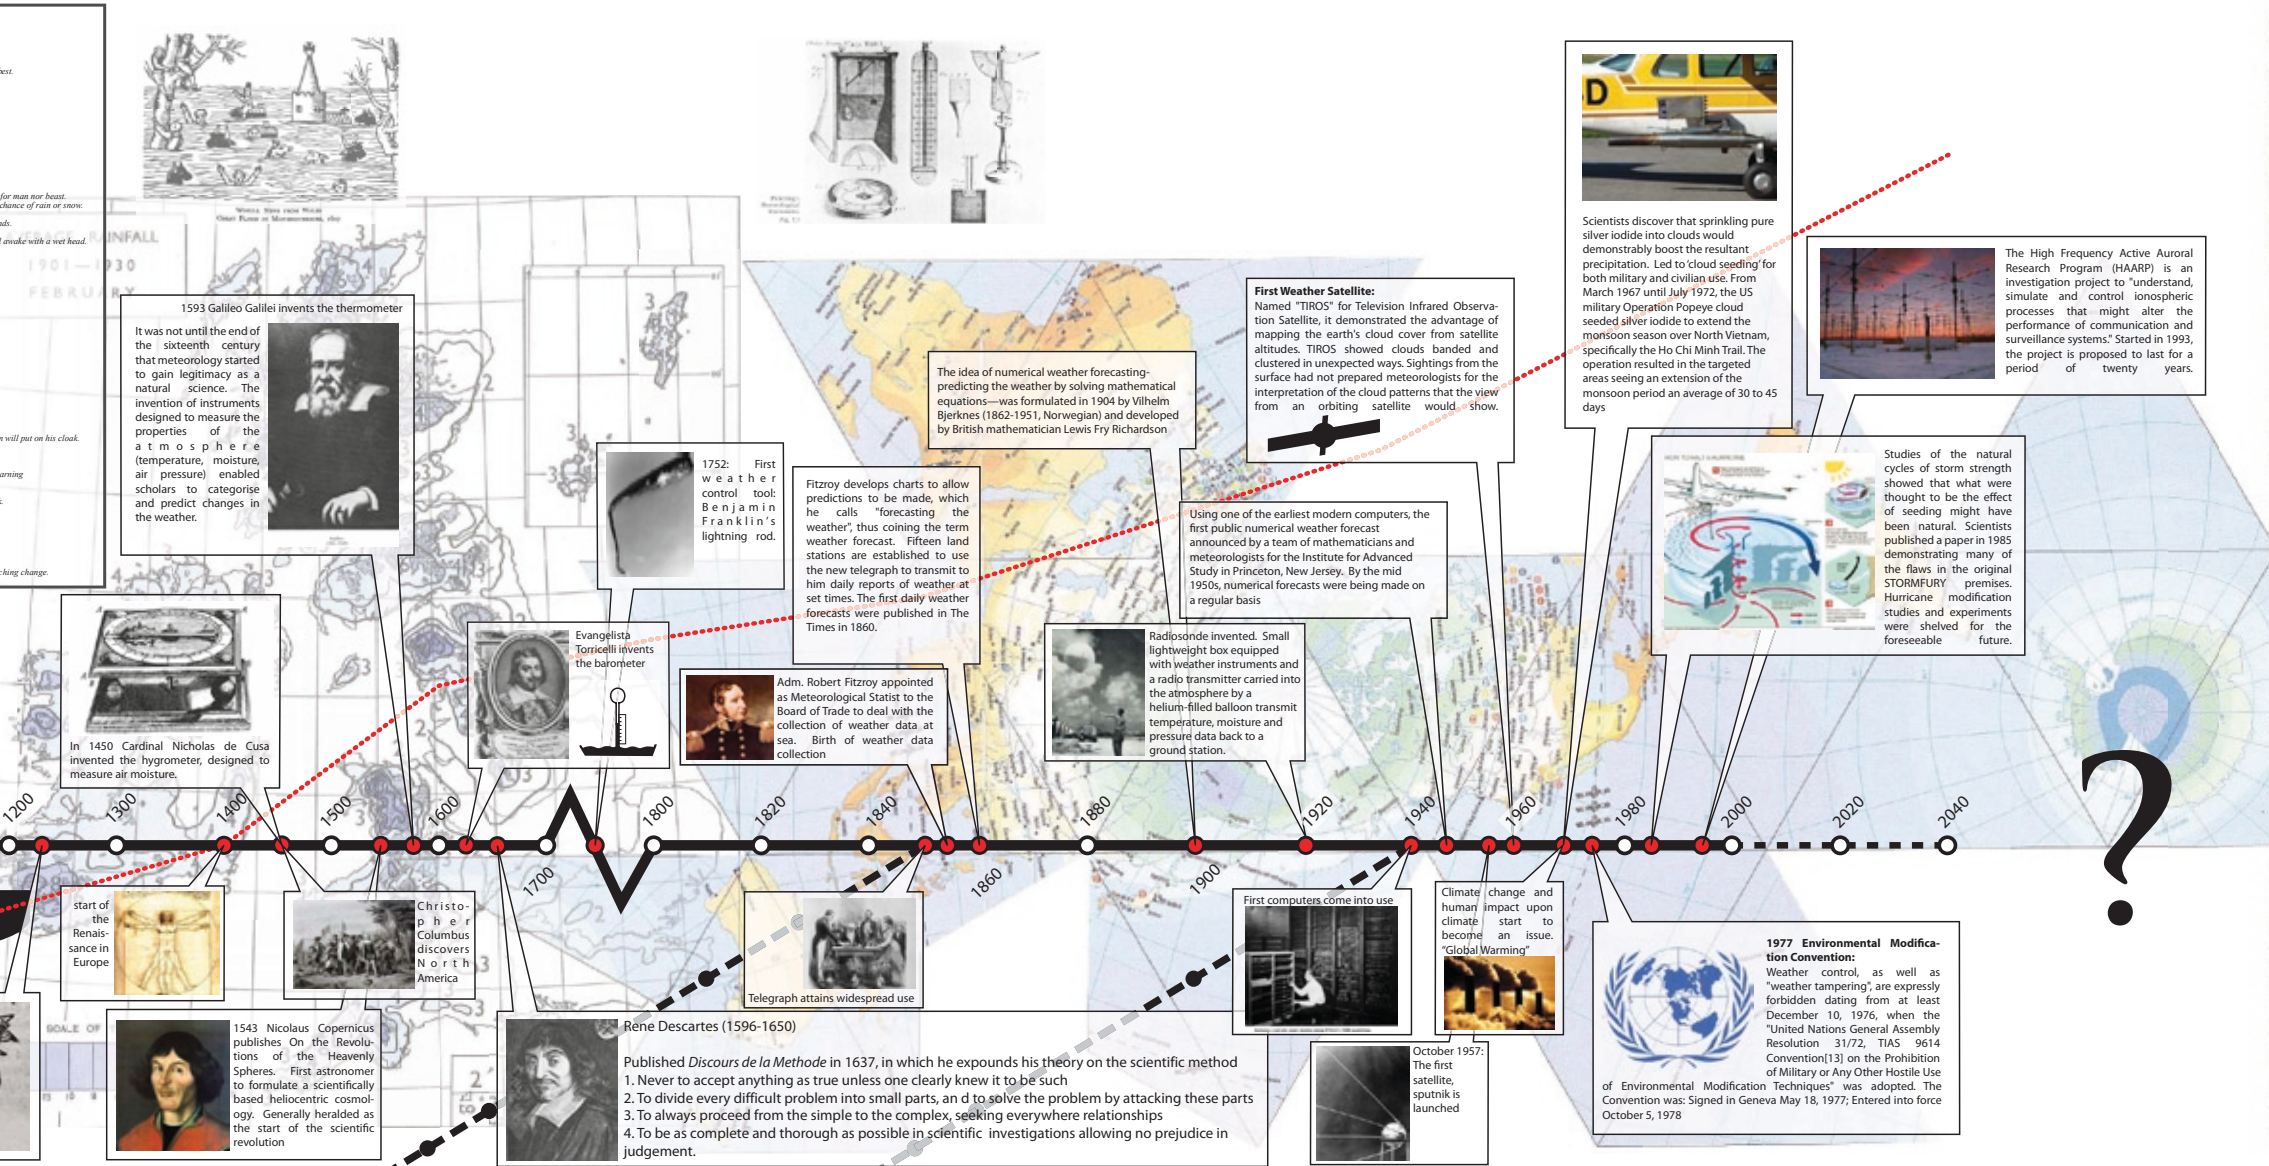 est.
for man nor beast.
chance of rain or snow.
nds.
l awake with a wet head.
n will put on his cloak.
arning
k.
ching change.
AVERAGE RAINFALL
1901—1930
FEBRUARY
1593 Galileo Galilei invents the thermometer
It was not until the end of
the sixteenth century
that meteorology started
to gain legitimacy as a
natural science. The
invention of instruments
designed to measure the
properties of the
atmosphere
(temperature, moisture,
air pressure) enabled
scholars to categorise
and predict changes in
the weather.
In 1450 Cardinal Nicholas de Cusa
invented the hygrometer, designed to
measure air moisture.
Evangelista
Torricelli invents
the barometer
1752: First
weather
control tool:
Benjamin
Franklin's
lightning rod.
Adm. Robert Fitzroy appointed
as Meteorological Statist to the
Board of Trade to deal with the
collection of weather data at
sea. Birth of weather data
collection
Fitzroy develops charts to allow
predictions to be made, which
he calls "forecasting the
weather", thus coining the term
weather forecast. Fifteen land
stations are established to use
the new telegraph to transmit to
him daily reports of weather at
set times. The first daily weather
forecasts were published in The
Times in 1860.
The idea of numerical weather forecasting-
predicting the weather by solving mathematical
equations—was formulated in 1904 by Vilhelm
Bjerknes (1862-1951, Norwegian) and developed
by British mathematician Lewis Fry Richardson
Radiosonde invented. Small
lightweight box equipped
with weather instruments and
a radio transmitter carried into
the atmosphere by a
helium-filled balloon transmit
temperature, moisture and
pressure data back to a
ground station.
Using one of the earliest modern computers, the
first public numerical weather forecast
announced by a team of mathematicians and
meteorologists for the Institute for Advanced
Study in Princeton, New Jersey. By the mid
1950s, numerical forecasts were being made on
a regular basis
First Weather Satellite:
Named "TIROS" for Television Infrared Observa-
tion Satellite, it demonstrated the advantage of
mapping the earth's cloud cover from satellite
altitudes. TIROS showed clouds banded and
clustered in unexpected ways. Sightings from the
surface had not prepared meteorologists for the
interpretation of the cloud patterns that the view
from an orbiting satellite would show.
D
Scientists discover that sprinkling pure
silver iodide into clouds would
demonstrably boost the resultant
precipitation. Led to 'cloud seeding' for
both military and civilian use. From
March 1967 until July 1972, the US
military Operation Popeye cloud
seeded silver iodide to extend the
monsoon season over North Vietnam,
specifically the Ho Chi Minh Trail. The
operation resulted in the targeted
areas seeing an extension of the
monsoon period an average of 30 to 45
days
The High Frequency Active Auroral
Research Program (HAARP) is an
investigation project to "understand,
simulate and control ionospheric
processes that might alter the
performance of communication and
surveillance systems." Started in 1993,
the project is proposed to last for a
period of twenty years.
Studies of the natural
cycles of storm strength
showed that what were
thought to be the effect
of seeding might have
been natural. Scientists
published a paper in 1985
demonstrating many of
the flaws in the original
STORMFURY premises.
Hurricane modification
studies and experiments
were shelved for the
foreseeable future.
1200
1300
1400
1500
1600
1700
1800
1820
1840
1860
1880
1900
1920
1940
1960
1980
2000
2020
2040
?
start of
the
Renais-
sance in
Europe
Christo-
pher
Columbus
discovers
North
America
1543 Nicolaus Copernicus
publishes On the Revolu-
tions of the Heavenly
Spheres. First astronomer
to formulate a scientifically
based heliocentric cosmol-
ogy. Generally heralded as
the start of the scientific
revolution
SCALE OF
Rene Descartes (1596-1650)
Published Discours de la Methode in 1637, in which he expounds his theory on the scientific method
1. Never to accept anything as true unless one clearly knew it to be such
2. To divide every difficult problem into small parts, an d to solve the problem by attacking these parts
3. To always proceed from the simple to the complex, seeking everywhere relationships
4. To be as complete and thorough as possible in scientific investigations allowing no prejudice in
judgement.
Telegraph attains widespread use
First computers come into use
Climate change and
human impact upon
climate start to
become an issue.
"Global Warming"
October 1957:
The first
satellite,
sputnik is
launched
1977 Environmental Modifica-
tion Convention:
Weather control, as well as
"weather tampering", are expressly
forbidden dating from at least
December 10, 1976, when the
"United Nations General Assembly
Resolution 31/72, TIAS 9614
Convention[13] on the Prohibition
of Military or Any Other Hostile Use
of Environmental Modification Techniques" was adopted. The
Convention was: Signed in Geneva May 18, 1977; Entered into force
October 5, 1978